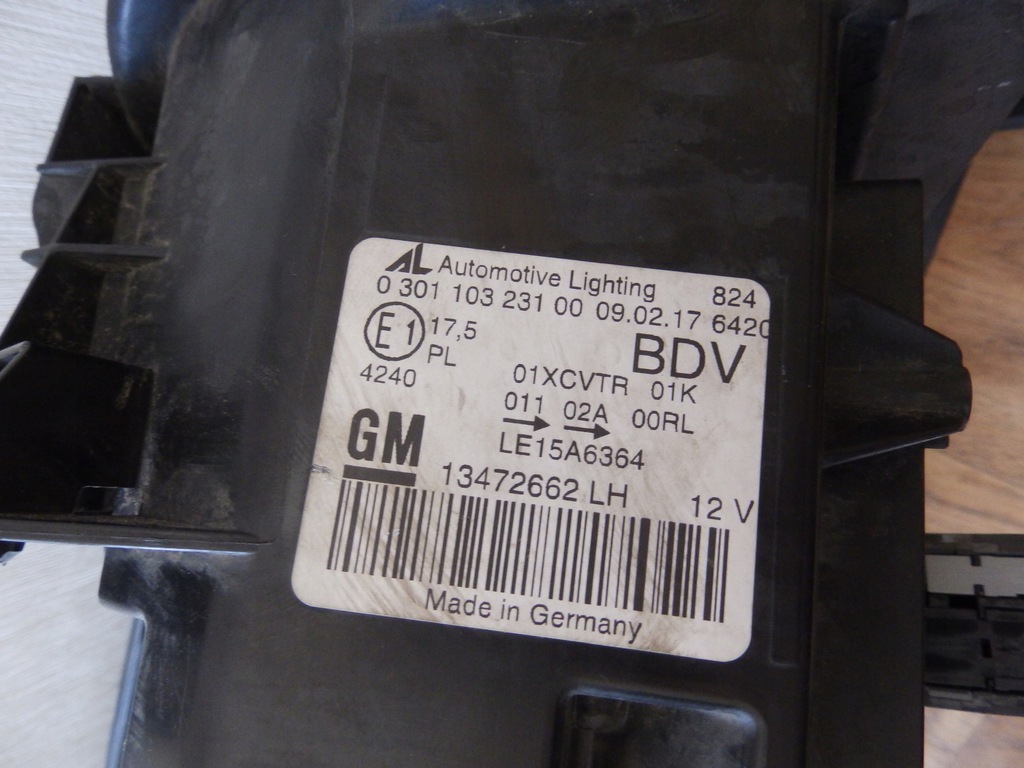 AL Automotive Lighting 824
0 301 103 231 00 09.02.17 6420
E1 17,5 BDV
PL
4240 01XCVTR 01K
011 02A 00RL
→ →
GM LE15A6364
13472662 LH 12 V
Made in Germany